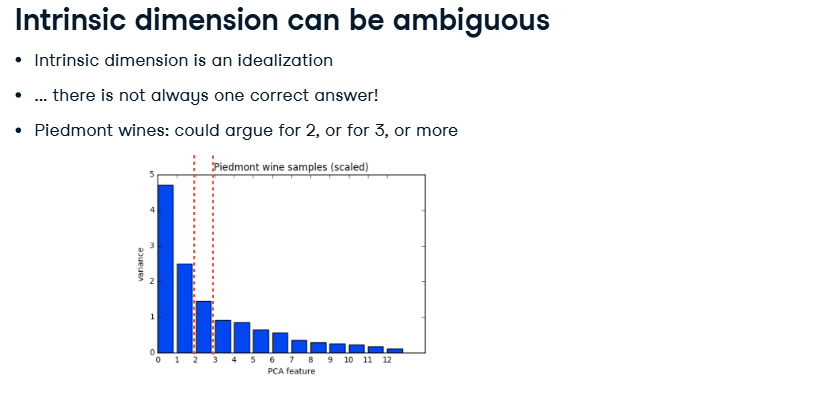 Intrinsic dimension can be ambiguous
• Intrinsic dimension is an idealization
• ... there is not always one correct answer!
• Piedmont wines: could argue for 2, or for 3, or more
Piedmont wine samples (scaled)
5
4
3
2
1
0
variance
0 1 2 3 4 5 6 7 8 9 10 11 12
PCA feature